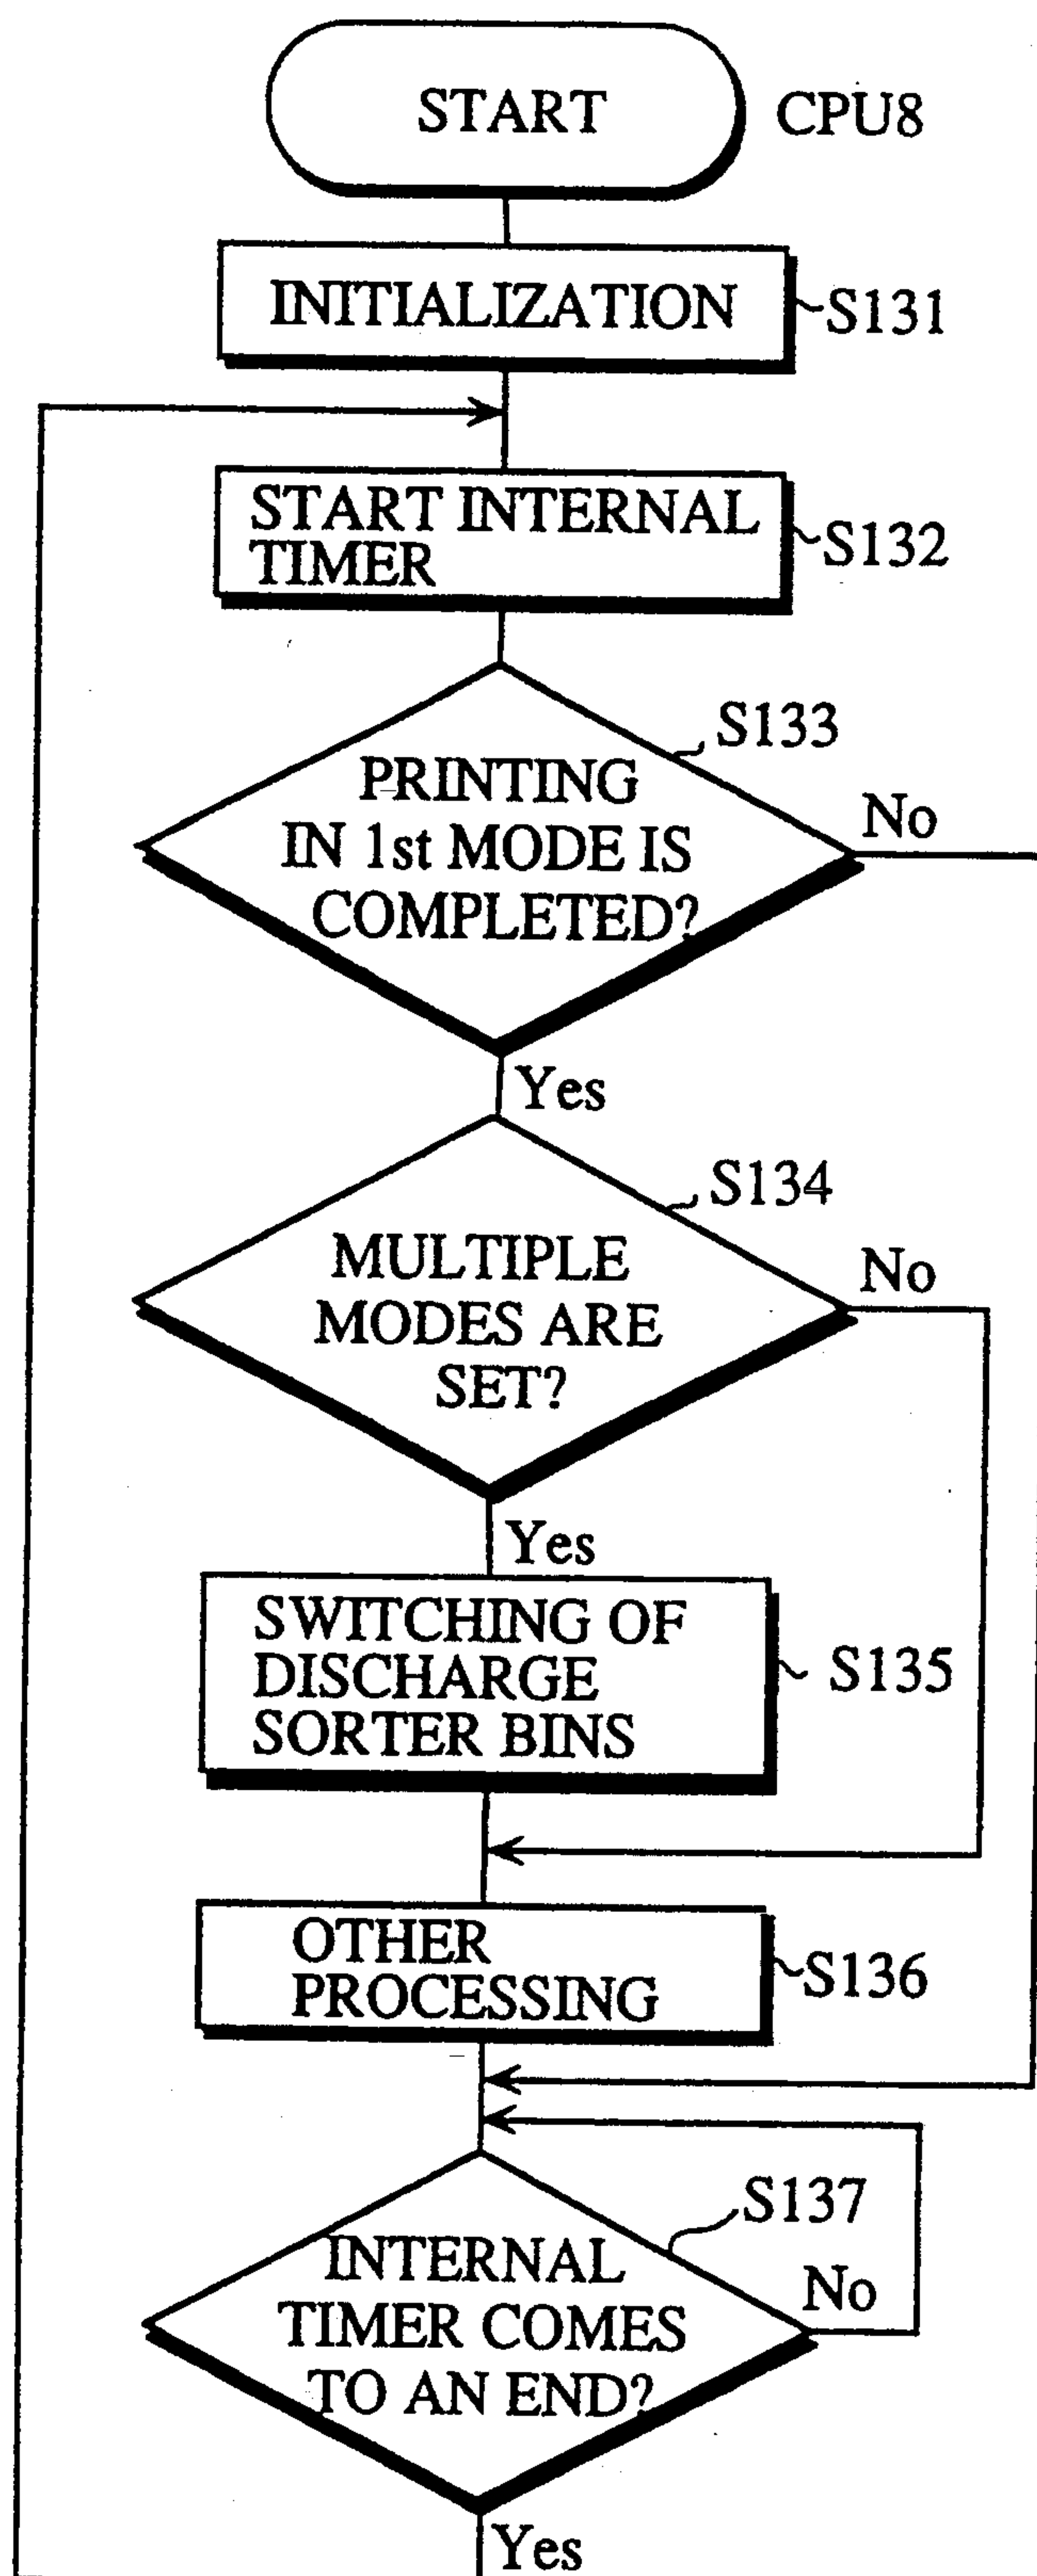 START
CPU8
INITIALIZATION
S131
START INTERNAL
TIMER
S132
S133
PRINTING
IN 1st MODE IS
COMPLETED?
No
Yes
S134
MULTIPLE
MODES ARE
SET?
No
Yes
SWITCHING OF
DISCHARGE
SORTER BINS
S135
OTHER
PROCESSING
S136
S137
INTERNAL
TIMER COMES
TO AN END?
No
Yes